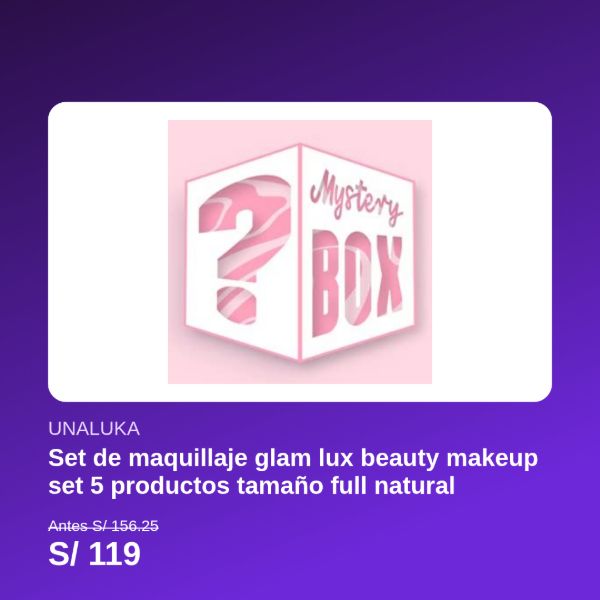 ?
Mystery
BOX
UNALUKA
Set de maquillaje glam lux beauty makeup
set 5 productos tamaño full natural
Antes S/ 156.25
S/ 119